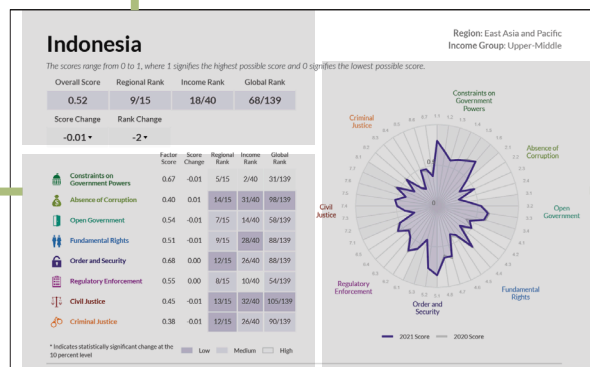 Indonesia
Region: East Asia and Pacific
Income Group: Upper-Middle
The scores range from 0 to 1, where 1 signifies the highest possible score and 0 signifies the lowest possible score.
Overall Score Regional Rank Income Rank Global Rank
0.52 9/15 18/40 68/139
Score Change Rank Change
-0.01 ▾ -2 ▾
Factor Score Score Change Regional Rank Income Rank Global Rank
Constraints on Government Powers 0.67 -0.01 5/15 2/40 31/139
Absence of Corruption 0.40 0.01 14/15 31/40 98/139
Open Government 0.54 -0.01 7/15 14/40 58/139
Fundamental Rights 0.51 -0.01 9/15 28/40 88/139
Order and Security 0.68 0.00 12/15 26/40 88/139
Regulatory Enforcement 0.55 0.00 8/15 10/40 54/139
Civil Justice 0.45 -0.01 13/15 32/40 105/139
Criminal Justice 0.38 -0.01 12/15 26/40 90/139
* Indicates statistically significant change at the
10 percent level
Low Medium High
Constraints on
Government
Powers
Absence of
Corruption
Open
Government
Fundamental
Rights
Order and
Security
Regulatory
Enforcement
Civil
Justice
Criminal
Justice
0
2021 Score 2020 Score